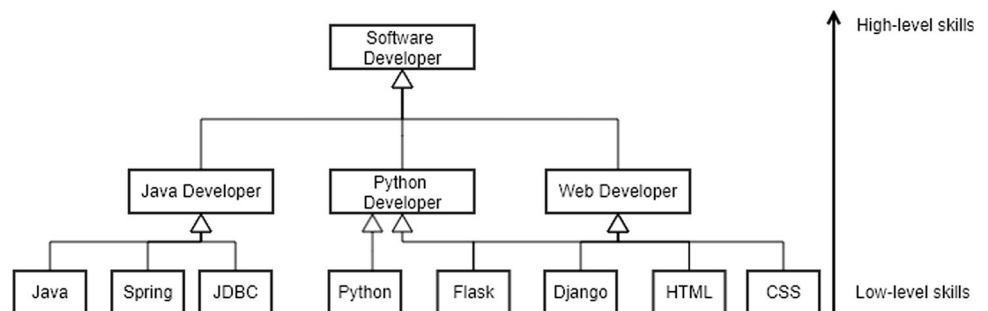 Software
Developer
High-level skills
Java Developer
Python
Developer
Web Developer
Java
Spring
JDBC
Python
Flask
Django
HTML
CSS
Low-level skills